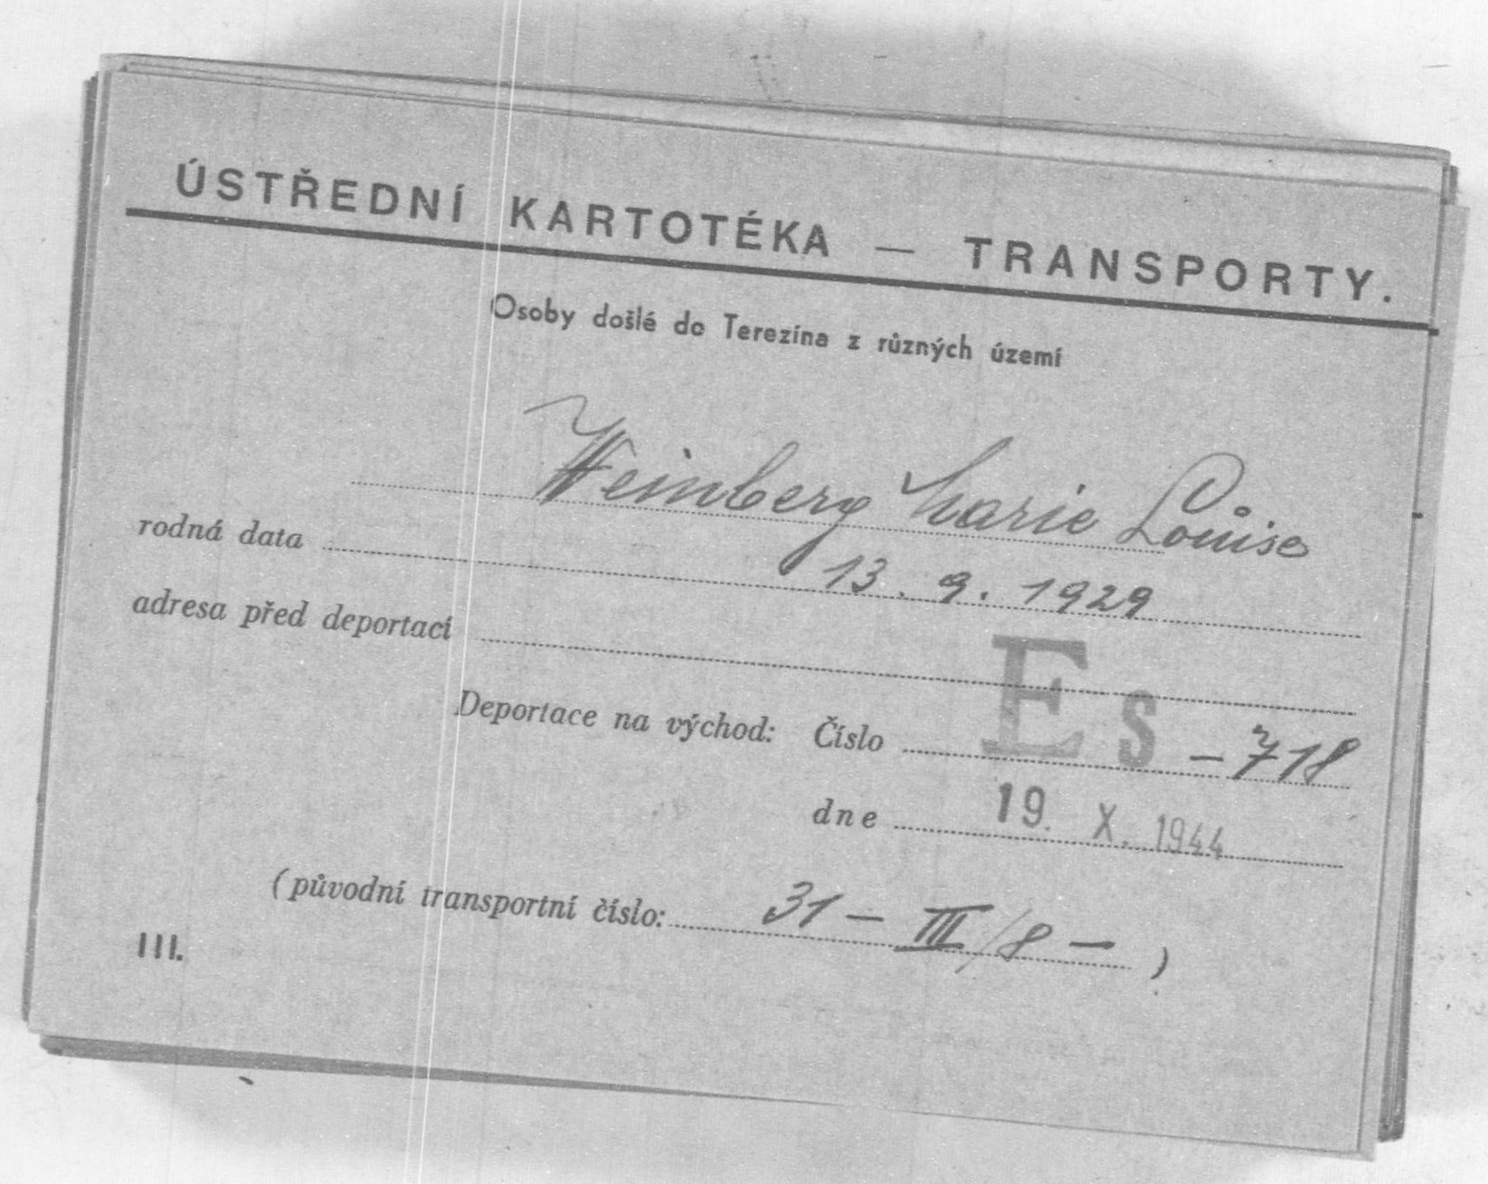 ÚSTŘEDNÍ KARTOTÉKA — TRANSPORTY.
Osoby došlé do Terezína z různých území
Weinberg Marie Louise
rodná data 13. 9. 1929
adresa před deportací
Deportace na východ: Číslo Es - 718
dne 19. X. 1944
(původní transportní číslo: 31 - III/8 - )
III.